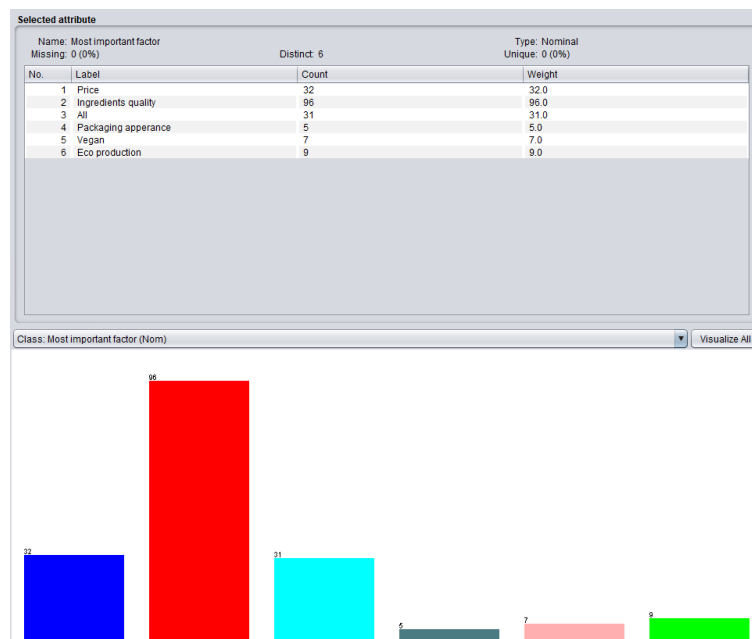 Selected attribute
Name: Most important factor Type: Nominal
Missing: 0 (0%) Distinct: 6 Unique: 0 (0%)
No. Label Count Weight
1 Price 32 32.0
2 Ingredients quality 96 96.0
3 All 31 31.0
4 Packaging apperance 5 5.0
5 Vegan 7 7.0
6 Eco production 9 9.0
Class: Most important factor (Nom) Visualize All
96
32
31
5
7
9